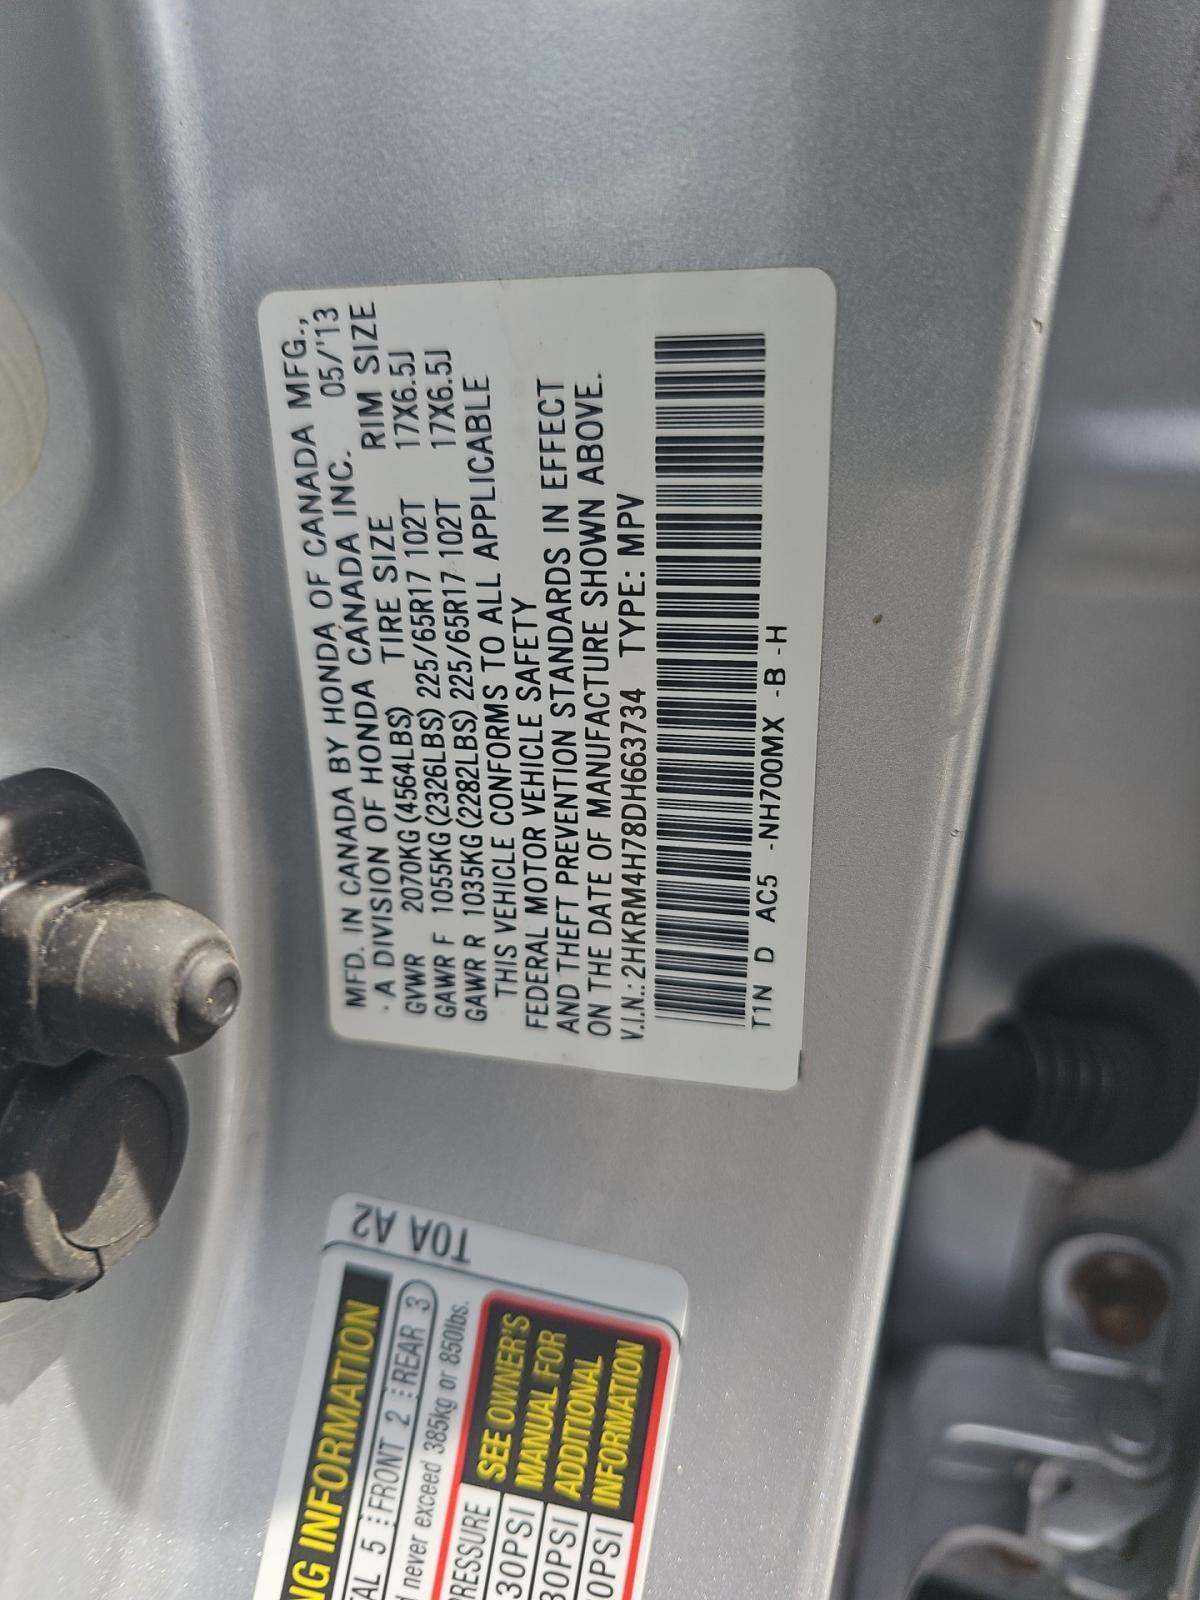 MFD. IN CANADA BY HONDA OF CANADA MFG.,
A DIVISION OF HONDA CANADA INC. 05/'13
GVWR 2070KG (4564LBS) TIRE SIZE RIM SIZE
GAWR F 1055KG (2326LBS) 225/65R17 102T 17X6.5J
GAWR R 1035KG (2282LBS) 225/65R17 102T 17X6.5J
THIS VEHICLE CONFORMS TO ALL APPLICABLE
FEDERAL MOTOR VEHICLE SAFETY
AND THEFT PREVENTION STANDARDS IN EFFECT
ON THE DATE OF MANUFACTURE SHOWN ABOVE.
V.I.N.: 2HKRM4H78DH663734 TYPE: MPV
T1N D AC5 -NH700MX -B -H
T0A A2
INFORMATION
5 FRONT 2 REAR 3
never exceed 385kg or 850lbs.
SEE OWNER'S
MANUAL FOR
ADDITIONAL
INFORMATION
30PSI